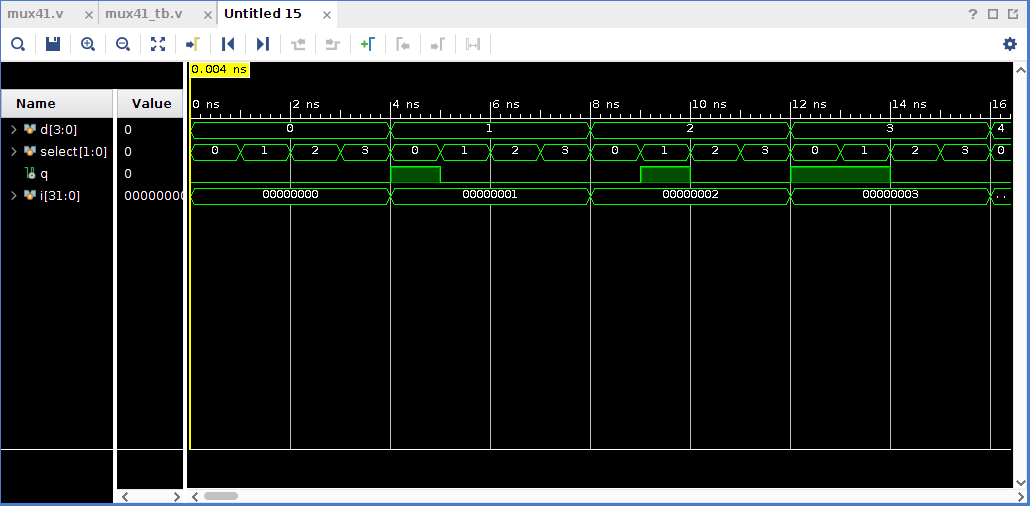 mux41.v × mux41_tb.v × Untitled 15 ×
?
0.004 ns
Name Value
0 ns 2 ns 4 ns 6 ns 8 ns 10 ns 12 ns 14 ns 16
d[3:0] 0 0 1 2 3 4
select[1:0] 0 0 1 2 3 0 1 2 3 0 1 2 3 0 1 2 3 0
q 0
i[31:0] 00000000 00000000 00000001 00000002 00000003 ..